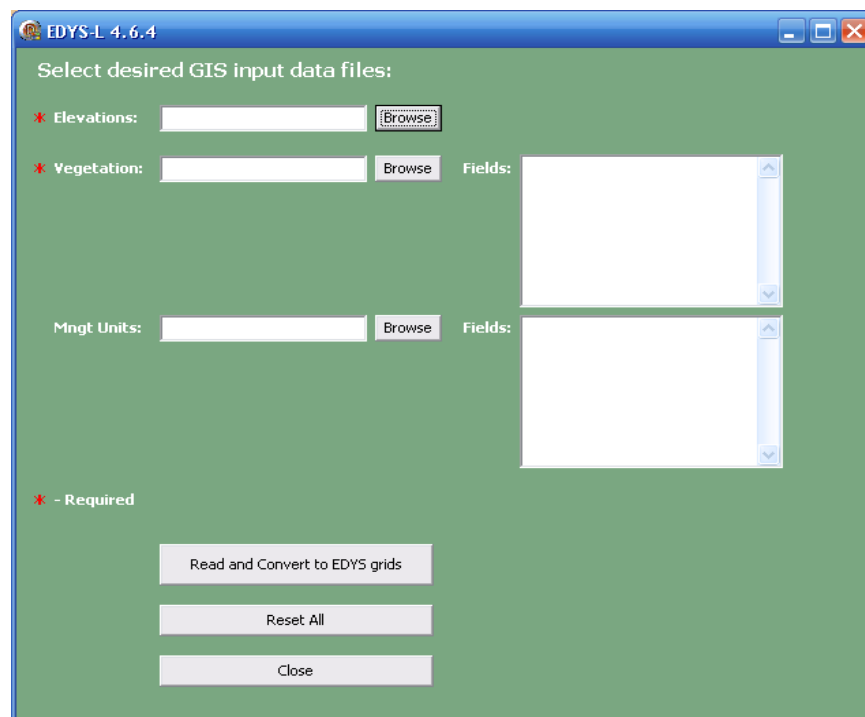 EDYS-L 4.6.4
Select desired GIS input data files:
* Elevations: Browse
* Vegetation: Browse Fields:
Mngt Units: Browse Fields:
* - Required
Read and Convert to EDYS grids
Reset All
Close